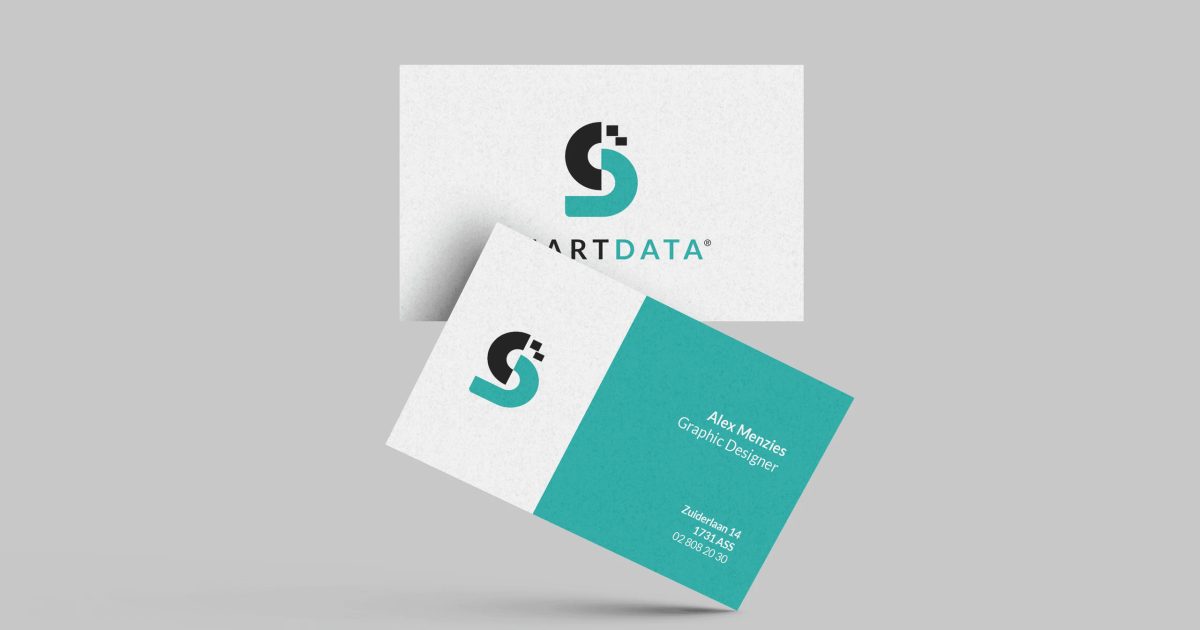 ARTDATA®
Alex Menzies
Graphic Designer
Zuiderlaan 14
1731 ASS
02 808 20 30